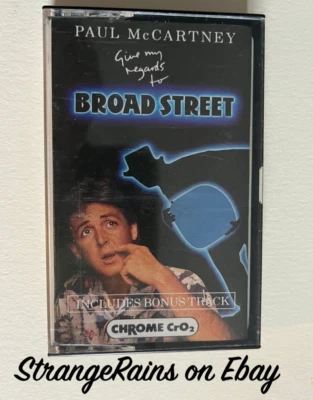 PAUL McCARTNEY
Give my
regards
to
BROAD STREET
INCLUDES BONUS TRACK
CHROME CrO₂
StrangeRains on Ebay